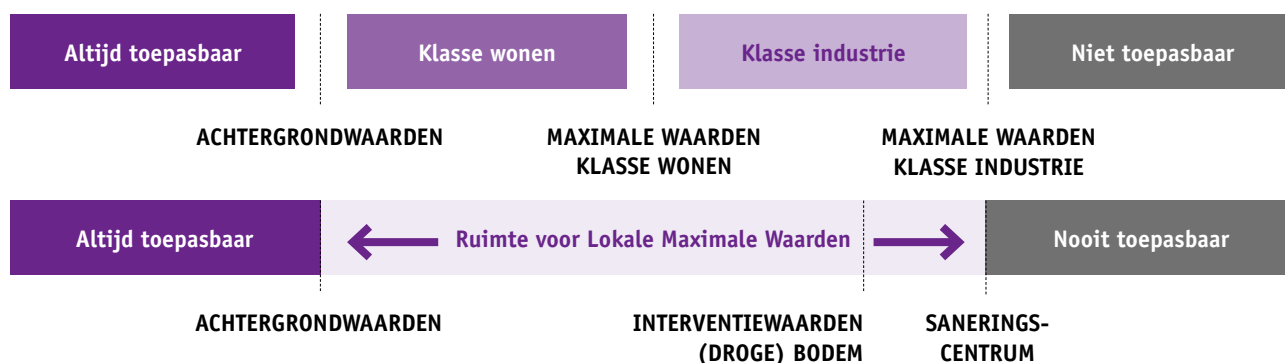 Altijd toepasbaar
Klasse wonen
Klasse industrie
Niet toepasbaar
ACHTERGRONDWAARDEN
MAXIMALE WAARDEN
KLASSE WONEN
MAXIMALE WAARDEN
KLASSE INDUSTRIE
Altijd toepasbaar
Ruimte voor Lokale Maximale Waarden
Nooit toepasbaar
ACHTERGRONDWAARDEN
INTERVENTIEWAARDEN
(DROGE) BODEM
SANERINGS-
CENTRUM